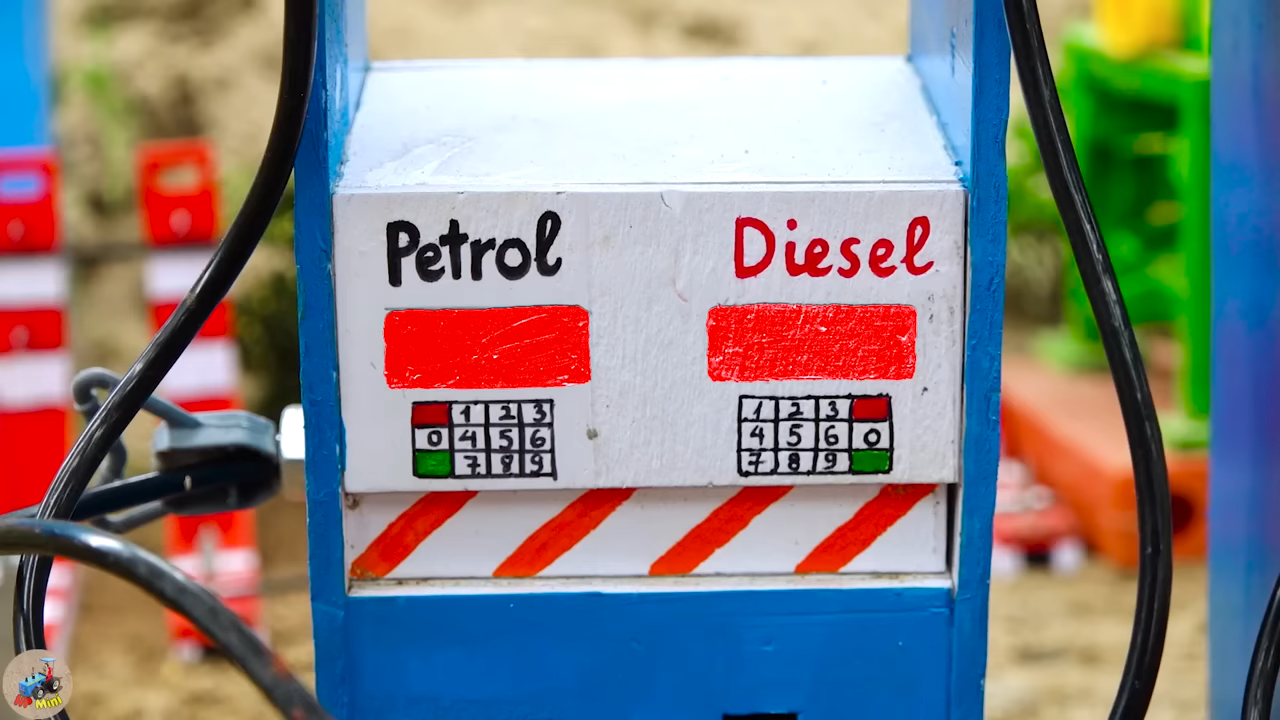 Petrol Diesel
1 2 3 1 2 3
0 4 5 6 4 5 6 0
7 8 9 7 8 9
Mini